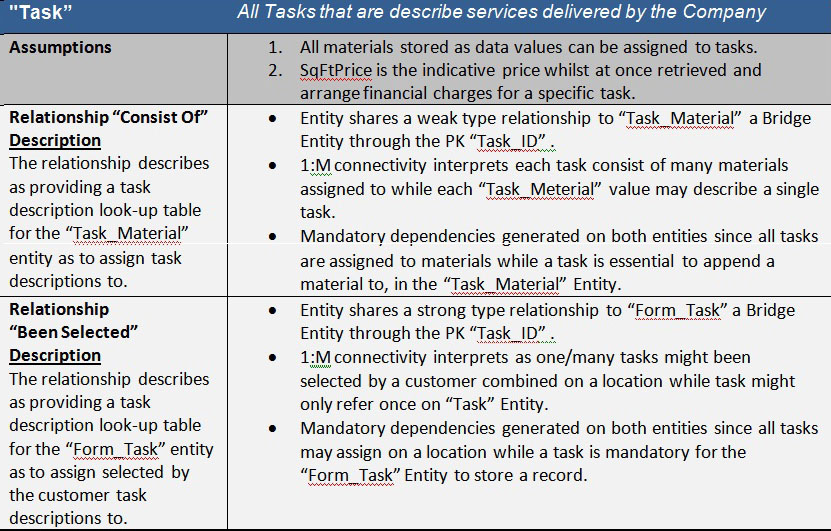 "Task"
All Tasks that are describe services delivered by the Company
Assumptions
1. All materials stored as data values can be assigned to tasks.
2. SqFtPrice is the indicative price whilst at once retrieved and
arrange financial charges for a specific task.
Relationship “Consist Of”
Description
The relationship describes
as providing a task
description look-up table
for the “Task_Material”
entity as to assign task
descriptions to.
• Entity shares a weak type relationship to “Task_Material” a Bridge
Entity through the PK “Task_ID” .
• 1:M connectivity interprets each task consist of many materials
assigned to while each “Task_Meterial” value may describe a single
task.
• Mandatory dependencies generated on both entities since all tasks
are assigned to materials while a task is essential to append a
material to, in the “Task_Material” Entity.
Relationship
“Been Selected”
Description
The relationship describes
as providing a task
description look-up table
for the “Form_Task” entity
as to assign selected by
the customer task
descriptions to.
• Entity shares a strong type relationship to “Form_Task” a Bridge
Entity through the PK “Task_ID” .
• 1:M connectivity interprets as one/many tasks might been
selected by a customer combined on a location while task might
only refer once on “Task” Entity.
• Mandatory dependencies generated on both entities since all tasks
may assign on a location while a task is mandatory for the
“Form_Task” Entity to store a record.